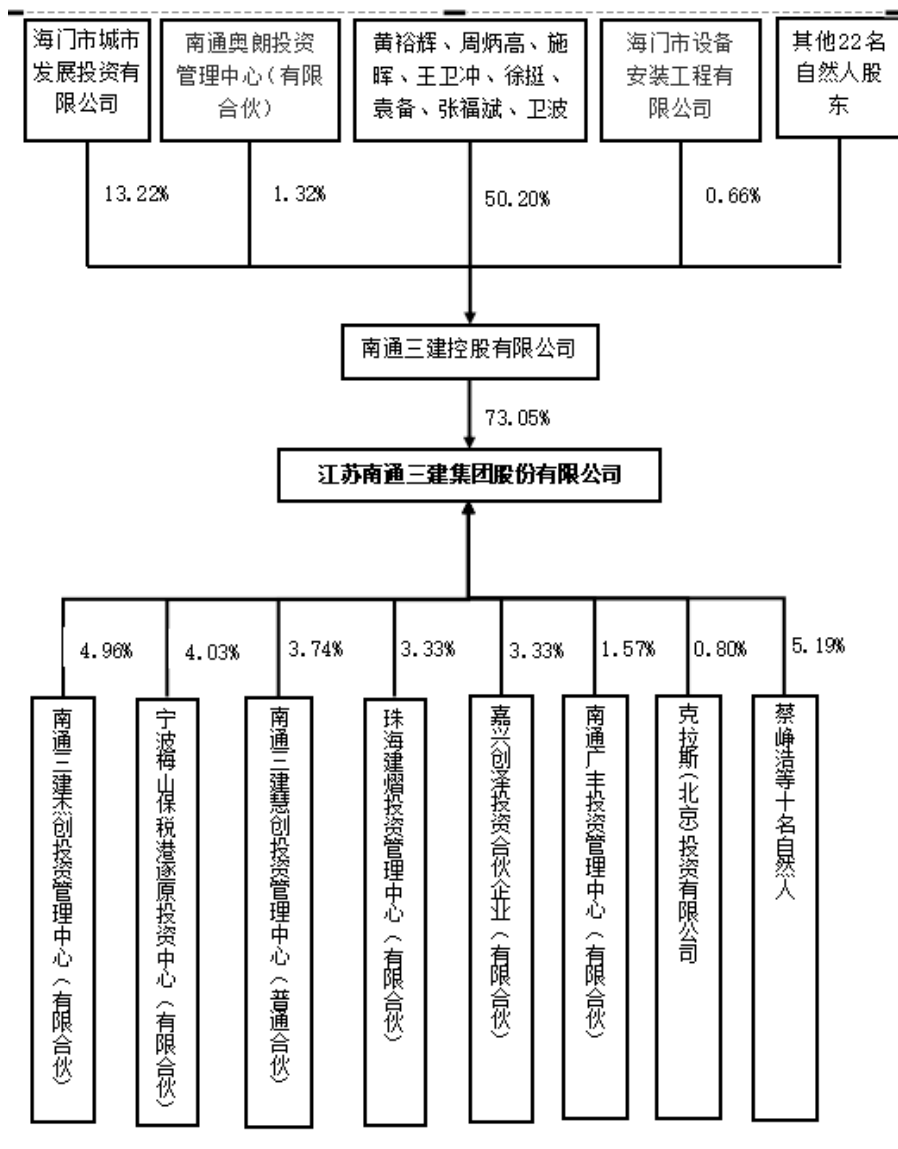 海门市城市
发展投资有
限公司
南通奥朗投资
管理中心（有限
合伙）
黄裕辉、周炳高、施
晖、王卫冲、徐挺、
袁备、张福斌、卫波
海门市设备
安装工程有
限公司
其他22名
自然人股
东
13.22%
1.32%
50.20%
0.66%
南通三建控股有限公司
73.05%
江苏南通三建集团股份有限公司
4.96%
4.03%
3.74%
3.33%
3.33%
1.57%
0.80%
5.19%
南通三建杰创投资管理中心（有限合伙）
宁波梅山保税港逐原投资中心（有限合伙）
南通三建慧创投资管理中心（普通合伙）
珠海建熠投资管理中心（有限合伙）
嘉兴创泽投资合伙企业（有限合伙）
南通广丰投资管理中心（有限合伙）
克拉斯（北京）投资有限公司
蔡峥浩等十名自然人